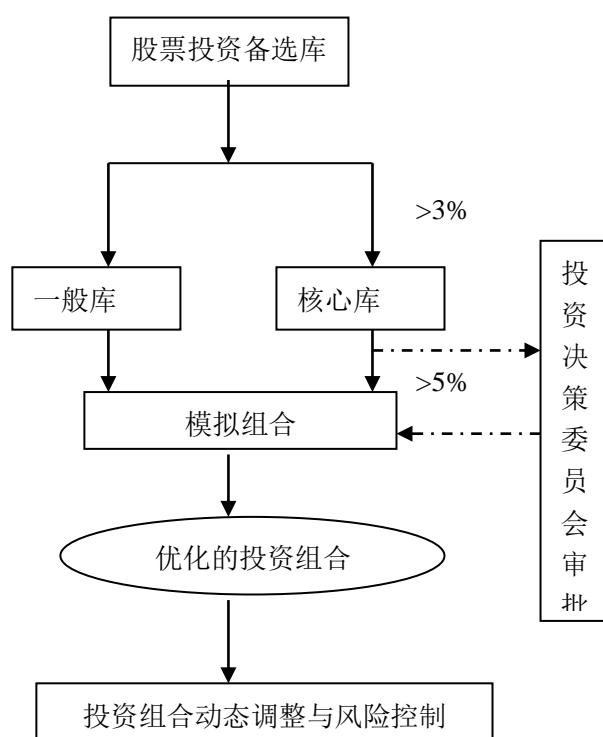 股票投资备选库
>3%
一般库
核心库
>5%
模拟组合
优化的投资组合
投资组合动态调整与风险控制
投
资
决
策
委
员
会
审
批